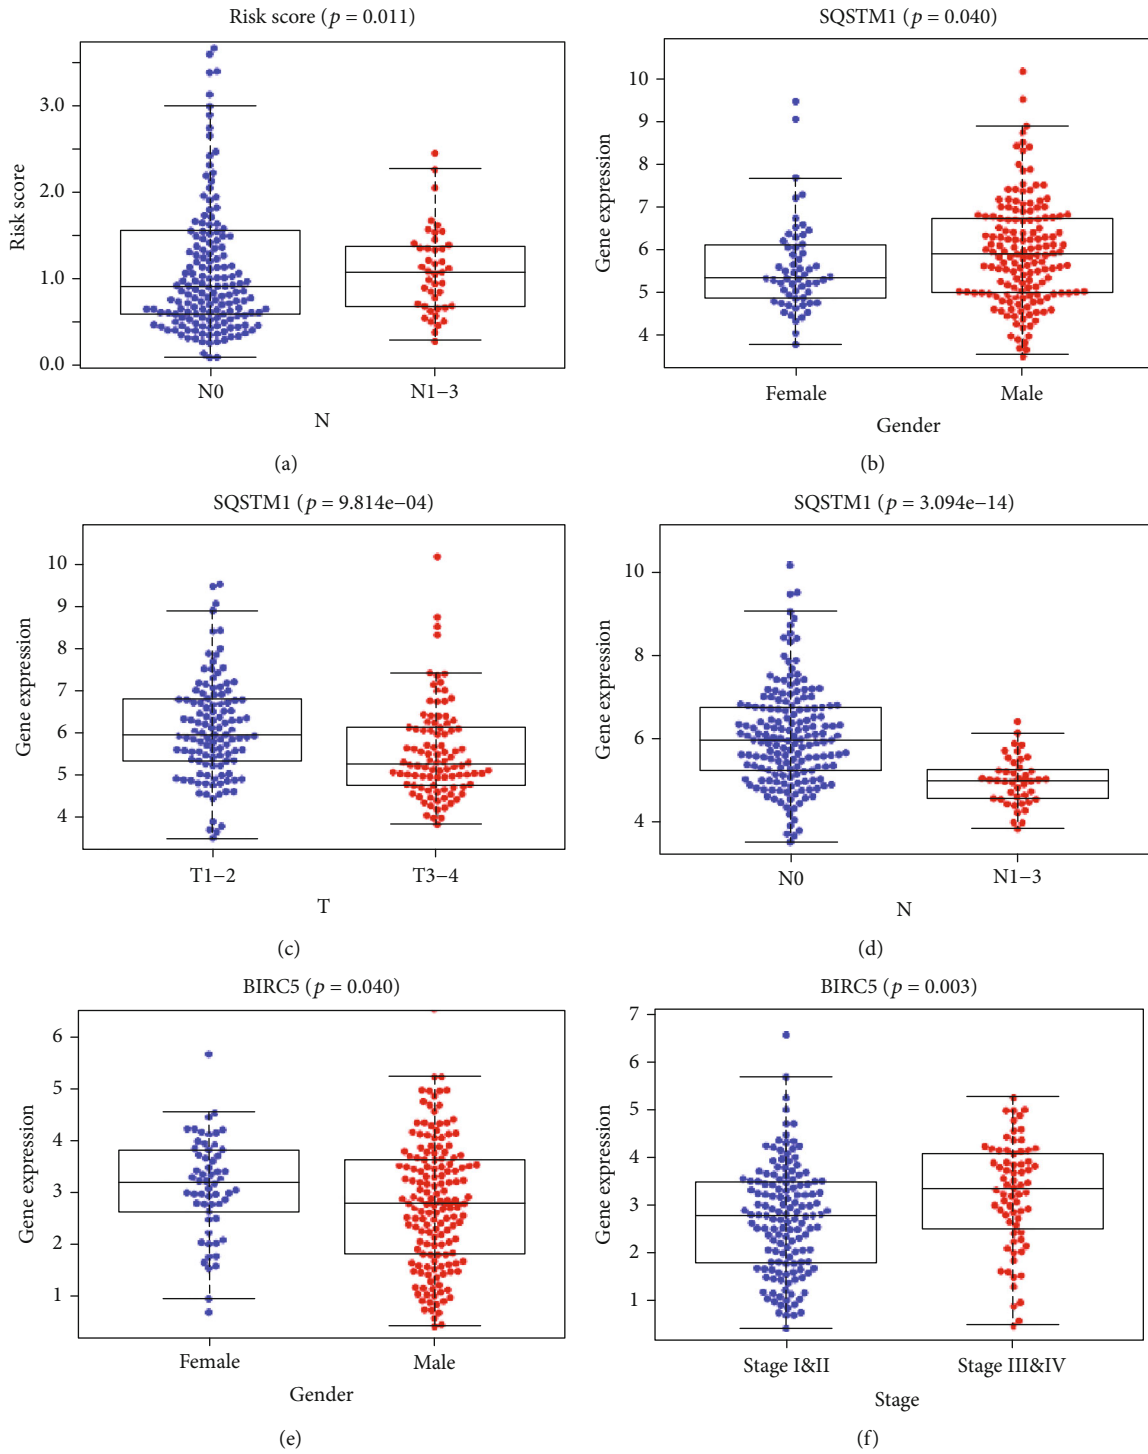 Risk score (p = 0.011)
Risk score
3.0
2.0
1.0
0.0
N0
N1−3
N
(a)
SQSTM1 (p = 0.040)
Gene expression
10
9
8
7
6
5
4
Female
Male
Gender
(b)
SQSTM1 (p = 9.814e−04)
Gene expression
10
9
8
7
6
5
4
T1−2
T3−4
T
(c)
SQSTM1 (p = 3.094e−14)
Gene expression
10
8
6
4
N0
N1−3
N
(d)
BIRC5 (p = 0.040)
Gene expression
6
5
4
3
2
1
Female
Male
Gender
(e)
BIRC5 (p = 0.003)
Gene expression
7
6
5
4
3
2
1
Stage I&II
Stage III&IV
Stage
(f)